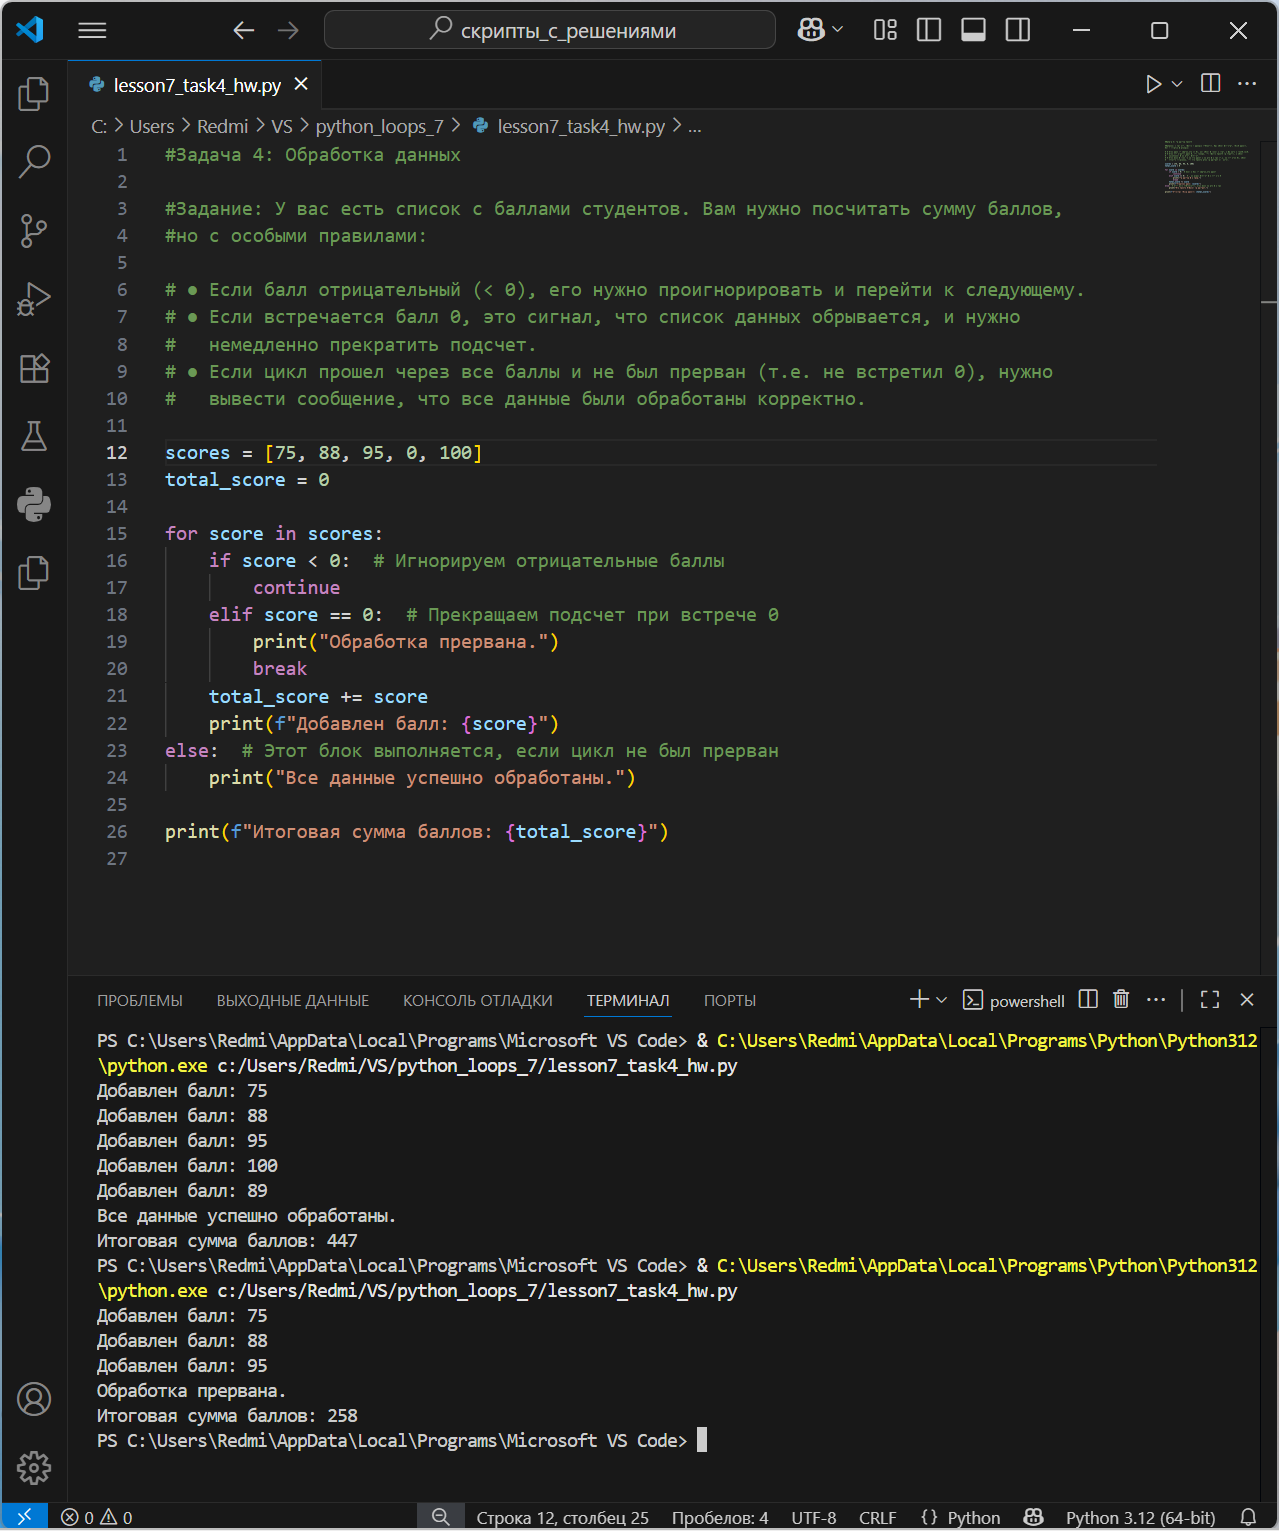 скрипты_с_решениями
lesson7_task4_hw.py
C: > Users > Redmi > VS > python_loops_7 > lesson7_task4_hw.py > ...
1 #Задача 4: Обработка данных
2
3 #Задание: У вас есть список с баллами студентов. Вам нужно посчитать сумму баллов,
4 #но с особыми правилами:
5
6 # ● Если балл отрицательный (< 0), его нужно проигнорировать и перейти к следующему.
7 # ● Если встречается балл 0, это сигнал, что список данных обрывается, и нужно
8 #   немедленно прекратить подсчет.
9 # ● Если цикл прошел через все баллы и не был прерван (т.е. не встретил 0), нужно
10 #   вывести сообщение, что все данные были обработаны корректно.
11
12 scores = [75, 88, 95, 0, 100]
13 total_score = 0
14
15 for score in scores:
16     if score < 0:  # Игнорируем отрицательные баллы
17         continue
18     elif score == 0:  # Прекращаем подсчет при встрече 0
19         print("Обработка прервана.")
20         break
21     total_score += score
22     print(f"Добавлен балл: {score}")
23 else:  # Этот блок выполняется, если цикл не был прерван
24     print("Все данные успешно обработаны.")
25
26 print(f"Итоговая сумма баллов: {total_score}")
27
ПРОБЛЕМЫ ВЫХОДНЫЕ ДАННЫЕ КОНСОЛЬ ОТЛАДКИ ТЕРМИНАЛ ПОРТЫ powershell
PS C:\Users\Redmi\AppData\Local\Programs\Microsoft VS Code> & C:\Users\Redmi\AppData\Local\Programs\Python\Python312
\python.exe c:/Users/Redmi/VS/python_loops_7/lesson7_task4_hw.py
Добавлен балл: 75
Добавлен балл: 88
Добавлен балл: 95
Добавлен балл: 100
Добавлен балл: 89
Все данные успешно обработаны.
Итоговая сумма баллов: 447
PS C:\Users\Redmi\AppData\Local\Programs\Microsoft VS Code> & C:\Users\Redmi\AppData\Local\Programs\Python\Python312
\python.exe c:/Users/Redmi/VS/python_loops_7/lesson7_task4_hw.py
Добавлен балл: 75
Добавлен балл: 88
Добавлен балл: 95
Обработка прервана.
Итоговая сумма баллов: 258
PS C:\Users\Redmi\AppData\Local\Programs\Microsoft VS Code>
0 0 Строка 12, столбец 25 Пробелов: 4 UTF-8 CRLF {} Python Python 3.12 (64-bit)